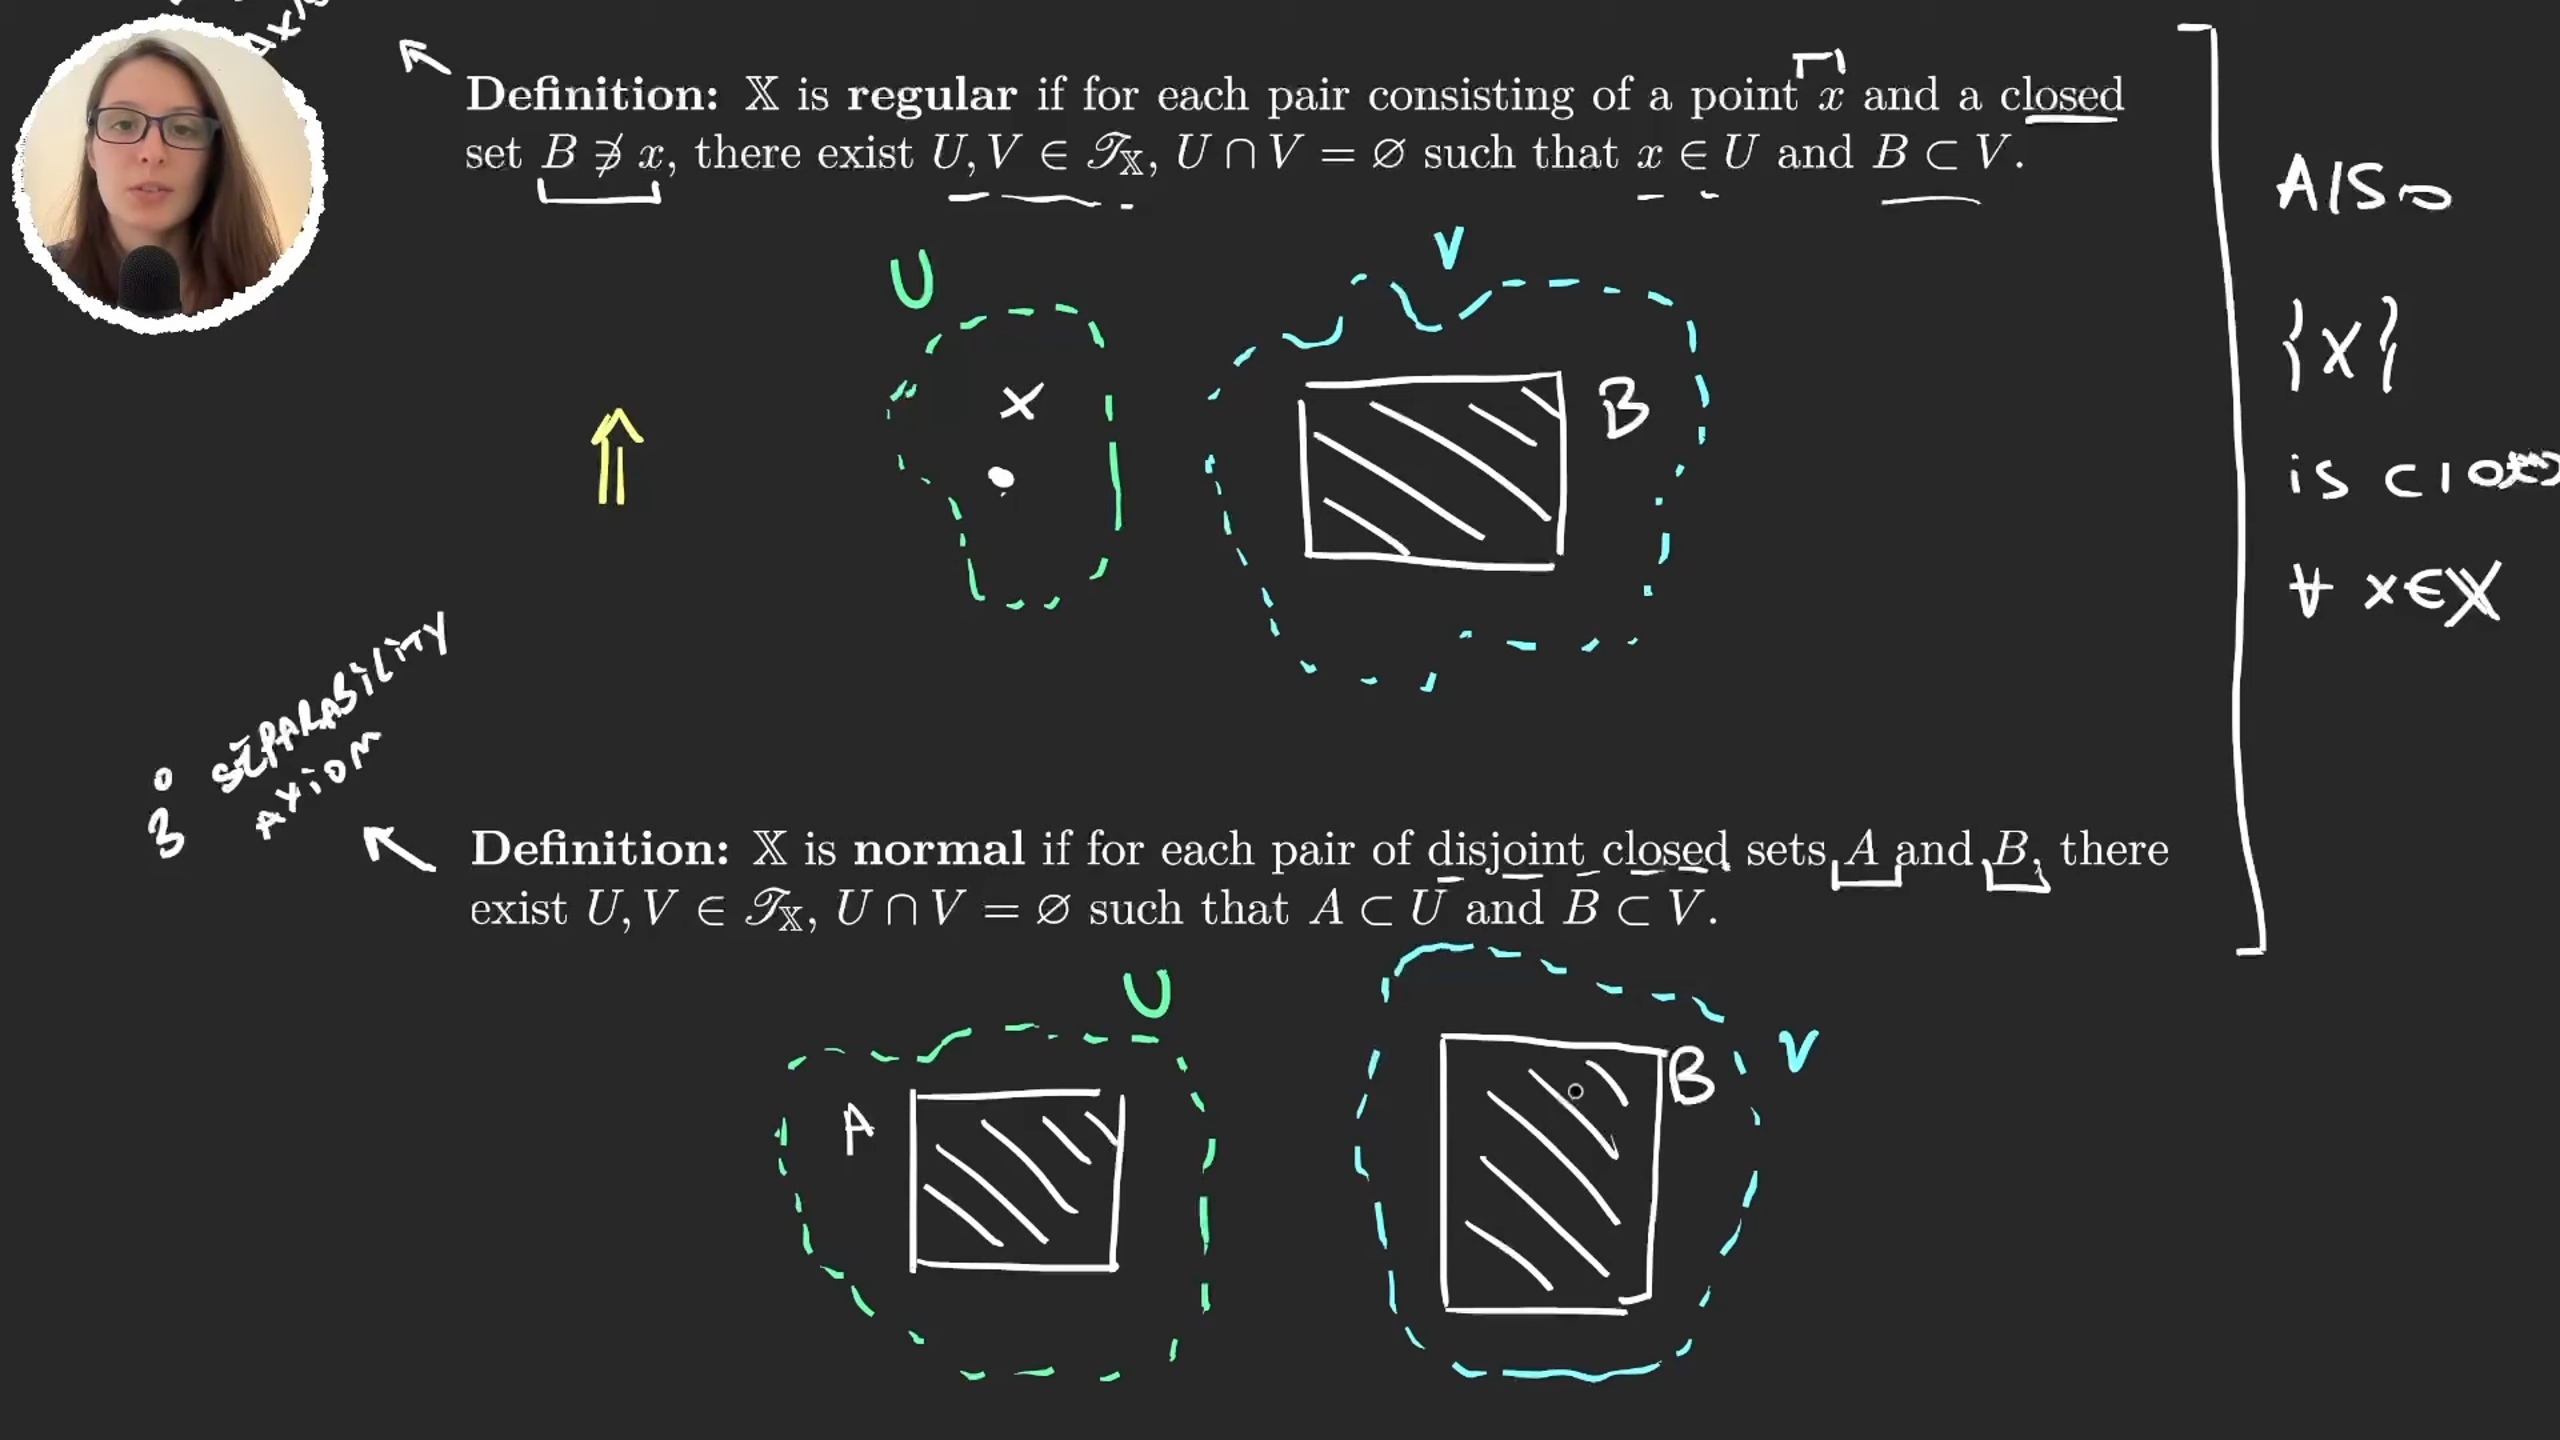 Definition: 𝕏 is regular if for each pair consisting of a point x and a closed
set B ∌ x, there exist U, V ∈ 𝒯_𝕏, U ∩ V = ∅ such that x ∈ U and B ⊂ V.
Also
{x}
is
∀ x∈𝕏
U
V
x
B
SEPARABILITY
AXIOM
3°
Definition: 𝕏 is normal if for each pair of disjoint closed sets A and B, there
exist U, V ∈ 𝒯_𝕏, U ∩ V = ∅ such that A ⊂ U and B ⊂ V.
U
V
A
B